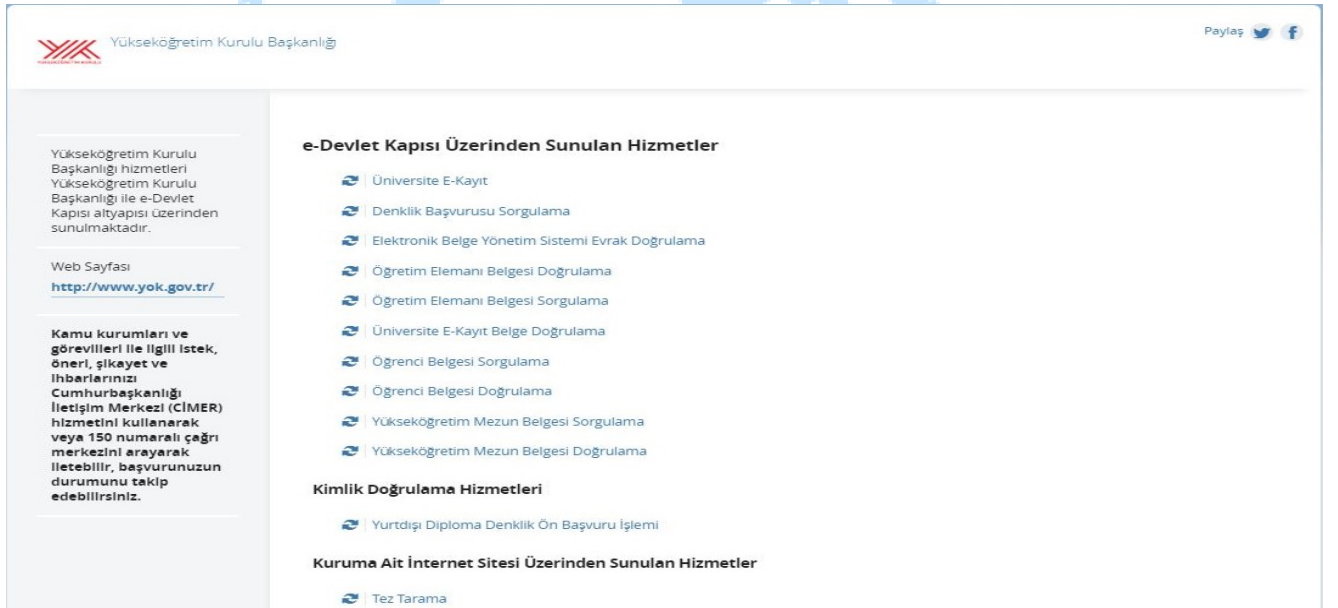 Yükseköğretim Kurulu Başkanlığı
Paylaş
YÜKSEKÖĞRETİM KURULU
Yükseköğretim Kurulu
Başkanlığı hizmetleri
Yükseköğretim Kurulu
Başkanlığı ile e-Devlet
Kapısı altyapısı üzerinden
sunulmaktadır.
Web Sayfası
http://www.yok.gov.tr/
Kamu kurumları ve
görevlileri ile ilgili istek,
öneri, şikayet ve
ihbarlarınızı
Cumhurbaşkanlığı
İletişim Merkezi (CİMER)
hizmetini kullanarak
veya 150 numaralı çağrı
merkezini arayarak
iletebilir, başvurunuzun
durumunu takip
edebilirsiniz.
e-Devlet Kapısı Üzerinden Sunulan Hizmetler
Üniversite E-Kayıt
Denklik Başvurusu Sorgulama
Elektronik Belge Yönetim Sistemi Evrak Doğrulama
Öğretim Elemanı Belgesi Doğrulama
Öğretim Elemanı Belgesi Sorgulama
Üniversite E-Kayıt Belge Doğrulama
Öğrenci Belgesi Sorgulama
Öğrenci Belgesi Doğrulama
Yükseköğretim Mezun Belgesi Sorgulama
Yükseköğretim Mezun Belgesi Doğrulama
Kimlik Doğrulama Hizmetleri
Yurtdışı Diploma Denklik Ön Başvuru İşlemi
Kuruma Ait İnternet Sitesi Üzerinden Sunulan Hizmetler
Tez Tarama